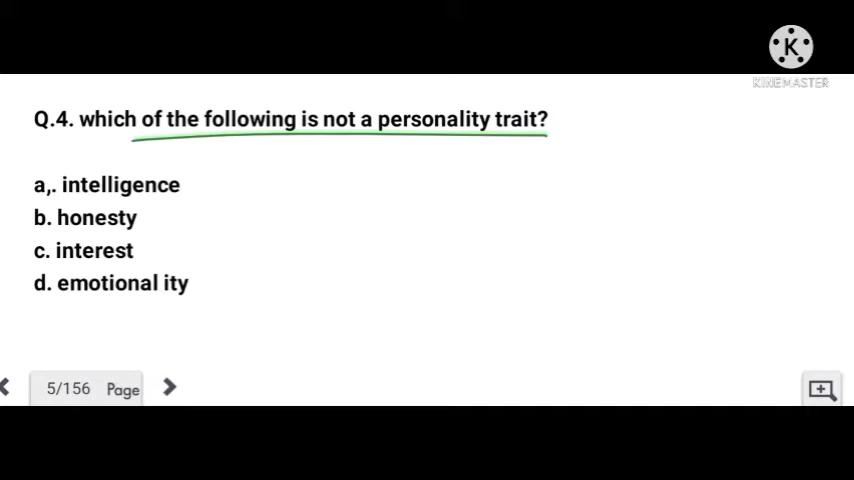 K
KINEMASTER
Q.4. which of the following is not a personality trait?
a,. intelligence
b. honesty
c. interest
d. emotional ity
5/156 Page